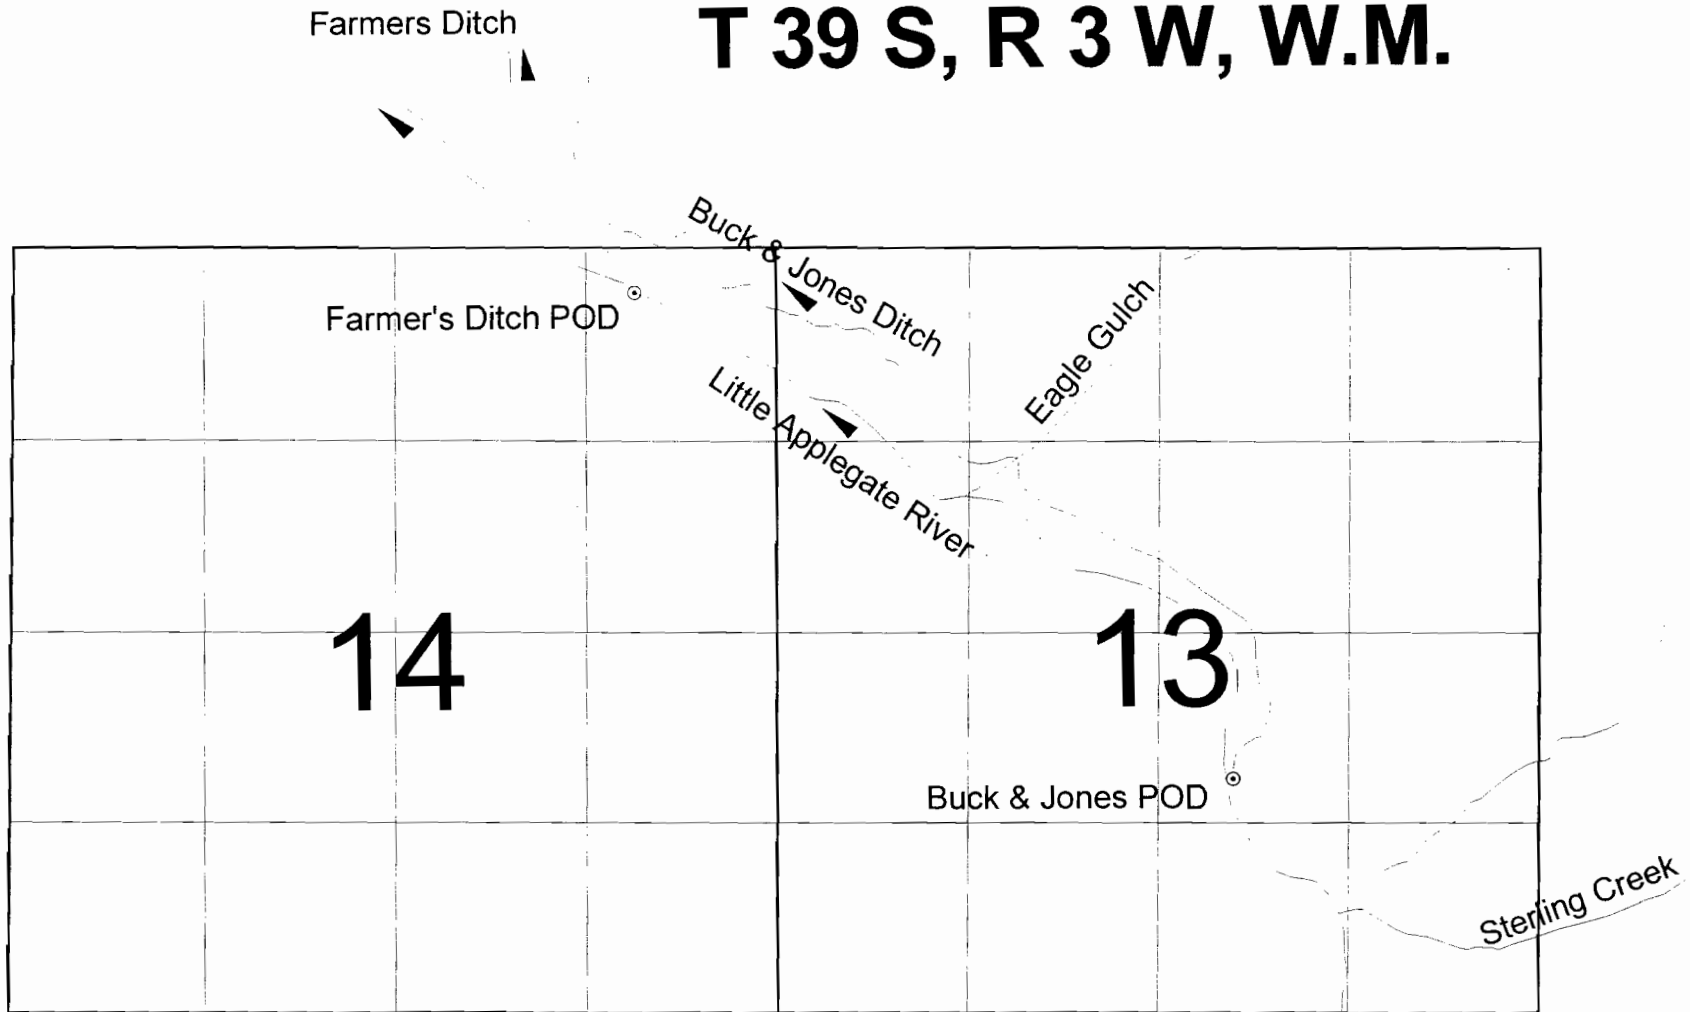 Farmers Ditch
T 39 S, R 3 W, W.M.
Buck & Jones Ditch
Farmer's Ditch POD
Eagle Gulch
Little Applegate River
14
13
Buck & Jones POD
Sterling Creek